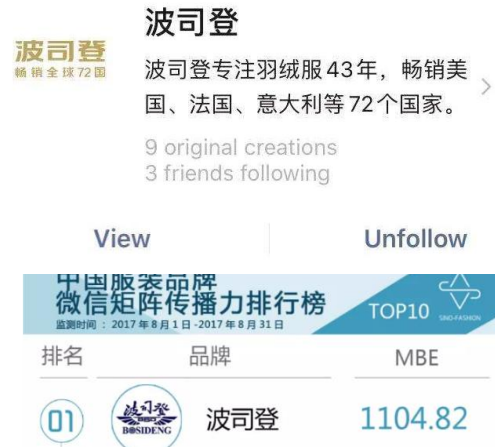 波司登
波司登
畅销全球72国
波司登专注羽绒服43年，畅销美
国、法国、意大利等72个国家。
9 original creations
3 friends following
View
Unfollow
中国服装品牌
微信矩阵传播力排行榜
TOP10
SINO-FASHION
监测时间 ：2017年8月1日-2017年8月31日
排名
品牌
MBE
01
波司登
BOSIDENG
波司登
1104.82